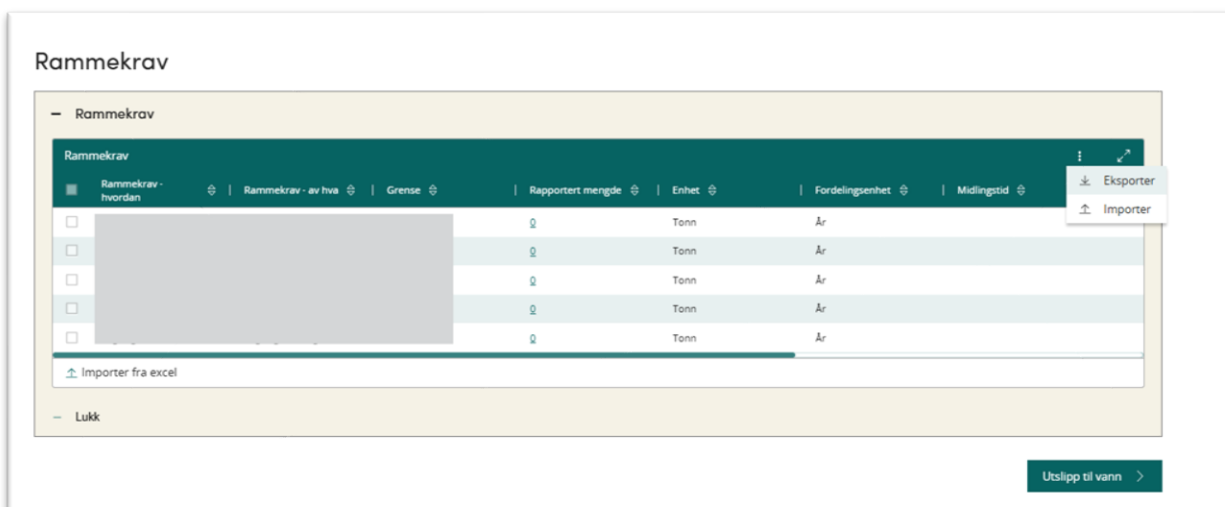 Rammekrav
Rammekrav
Rammekrav
Rammekrav - hvordan | Rammekrav - av hva | Grense | Rapportert mengde | Enhet | Fordelingsenhet | Midlingstid
Eksporter
Importer
0 Tonn År
0 Tonn År
0 Tonn År
0 Tonn År
0 Tonn År
Importer fra excel
Lukk
Utslipp til vann